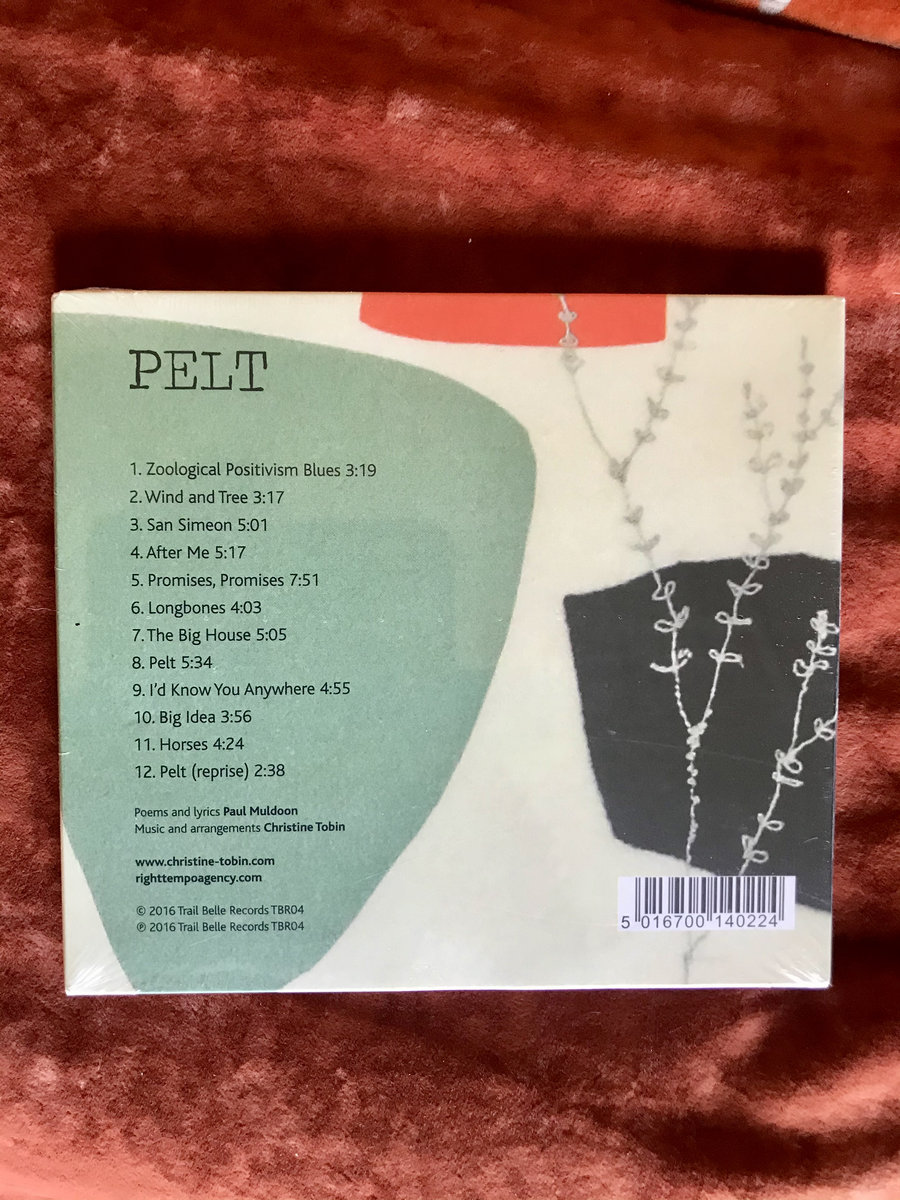 PELT
1. Zoological Positivism Blues 3:19
2. Wind and Tree 3:17
3. San Simeon 5:01
4. After Me 5:17
5. Promises, Promises 7:51
6. Longbones 4:03
7. The Big House 5:05
8. Pelt 5:34
9. I'd Know You Anywhere 4:55
10. Big Idea 3:56
11. Horses 4:24
12. Pelt (reprise) 2:38
Poems and lyrics Paul Muldoon
Music and arrangements Christine Tobin
www.christine-tobin.com
righttempoagency.com
© 2016 Trail Belle Records TBR04
℗ 2016 Trail Belle Records TBR04
5 016700 140224